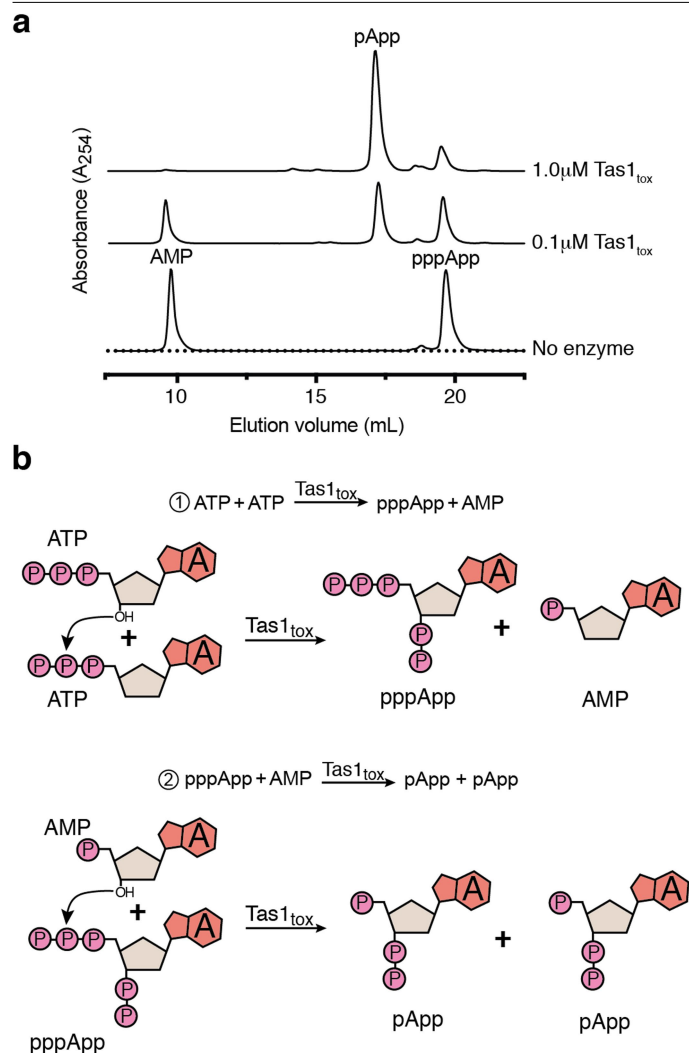 a
pApp
1.0μM Tas1tox
0.1μM Tas1tox
AMP
pppApp
No enzyme
Absorbance (A254)
10
15
20
Elution volume (mL)
b
① ATP + ATP Tas1tox pppApp + AMP
ATP
A
P P P
OH
+
P P P
A
ATP
Tas1tox
P P P
A
P
P
pppApp
+
P
A
AMP
② pppApp + AMP Tas1tox pApp + pApp
AMP
A
P
OH
+
P P P
A
P
P
pppApp
Tas1tox
P
A
P
P
pApp
+
P
A
P
P
pApp